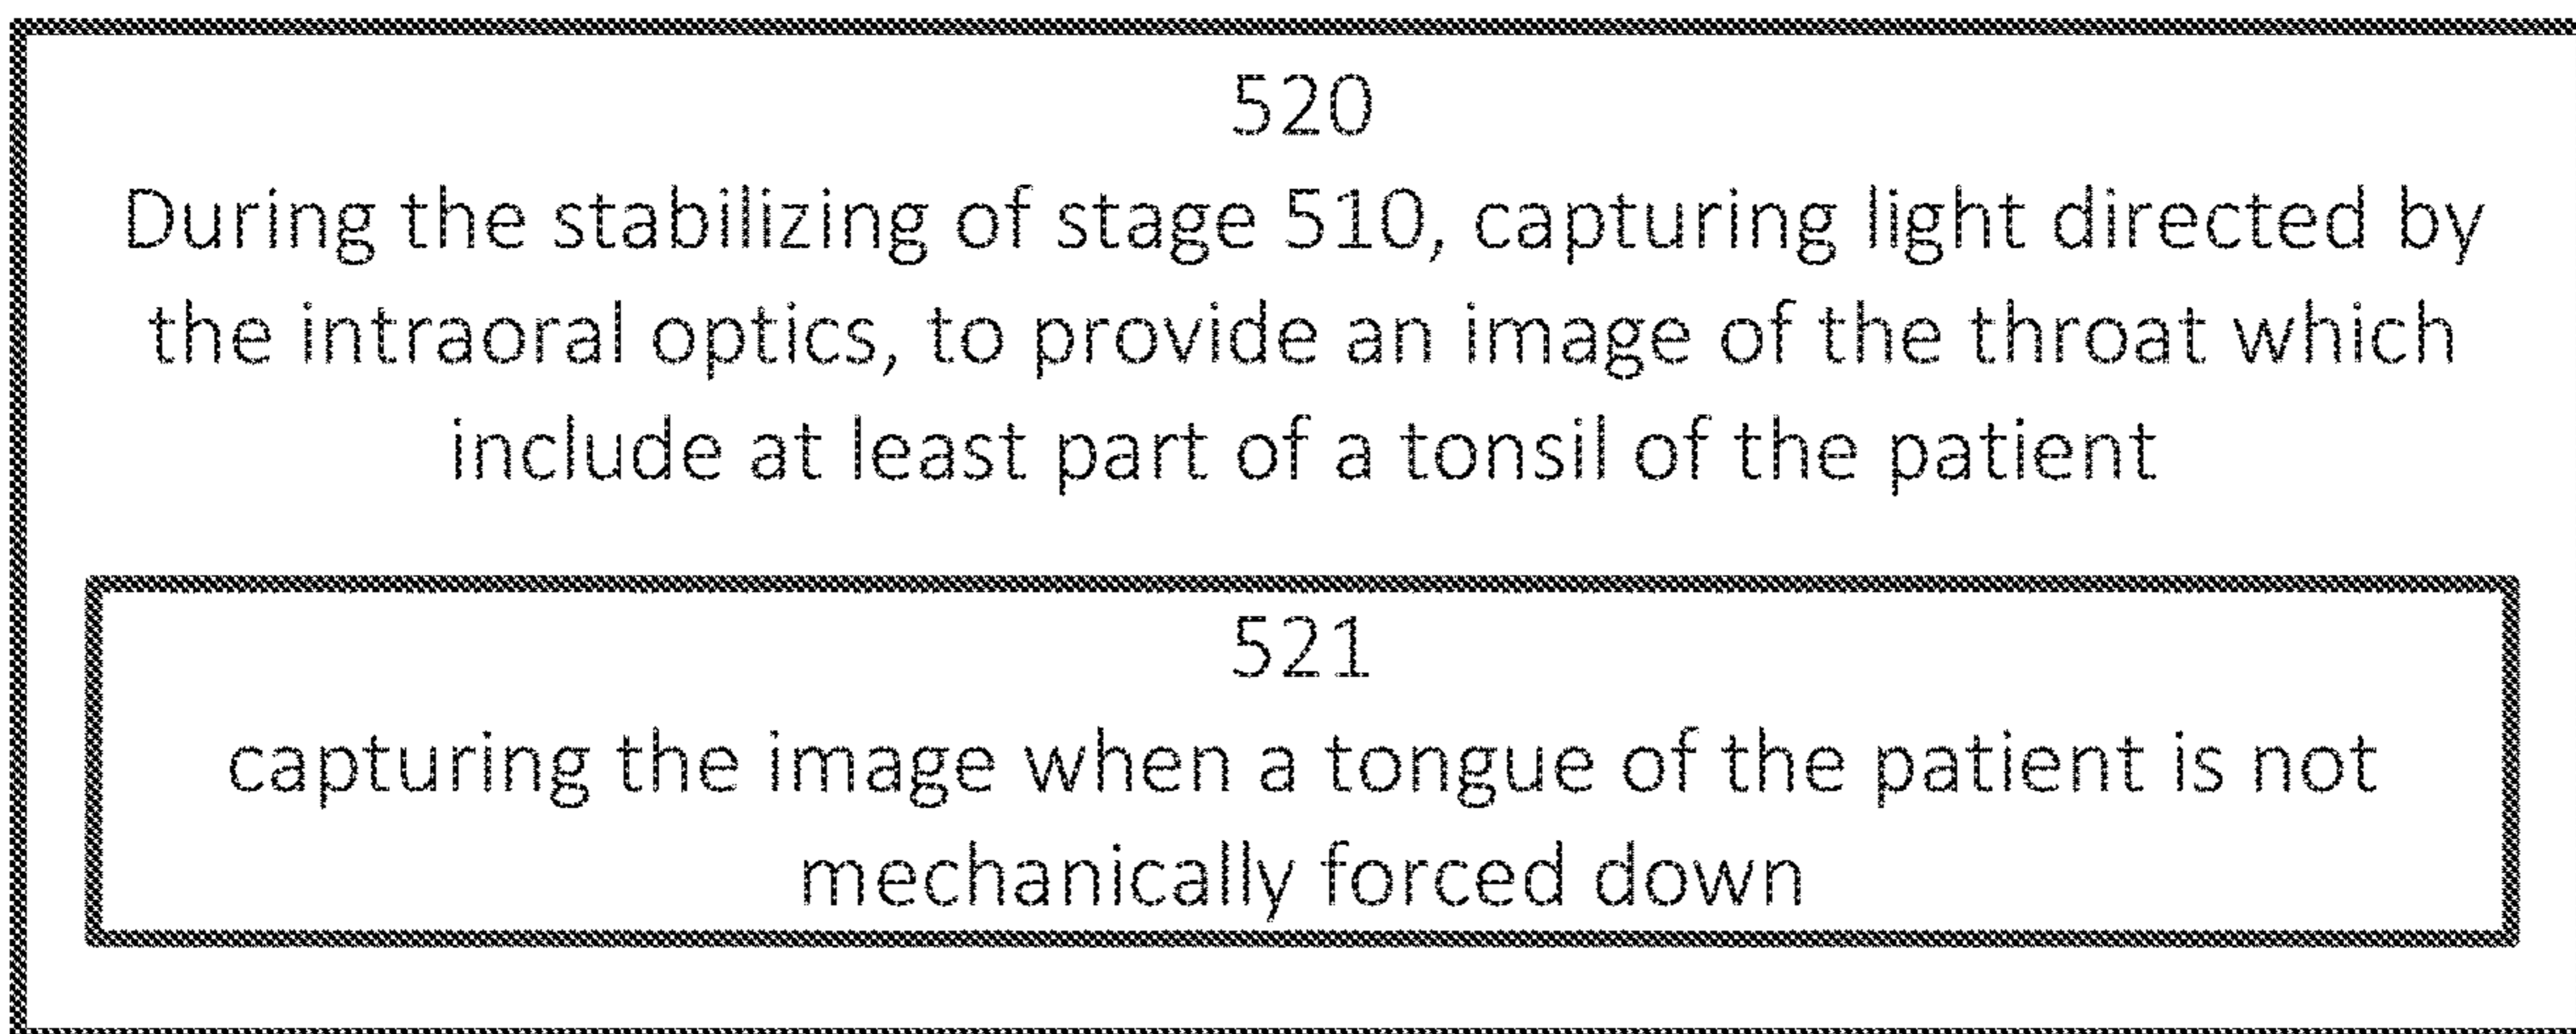 520
During the stabilizing of stage 510, capturing light directed by
the intraoral optics, to provide an image of the throat which
include at least part of a tonsil of the patient
521
capturing the image when a tongue of the patient is not
mechanically forced down